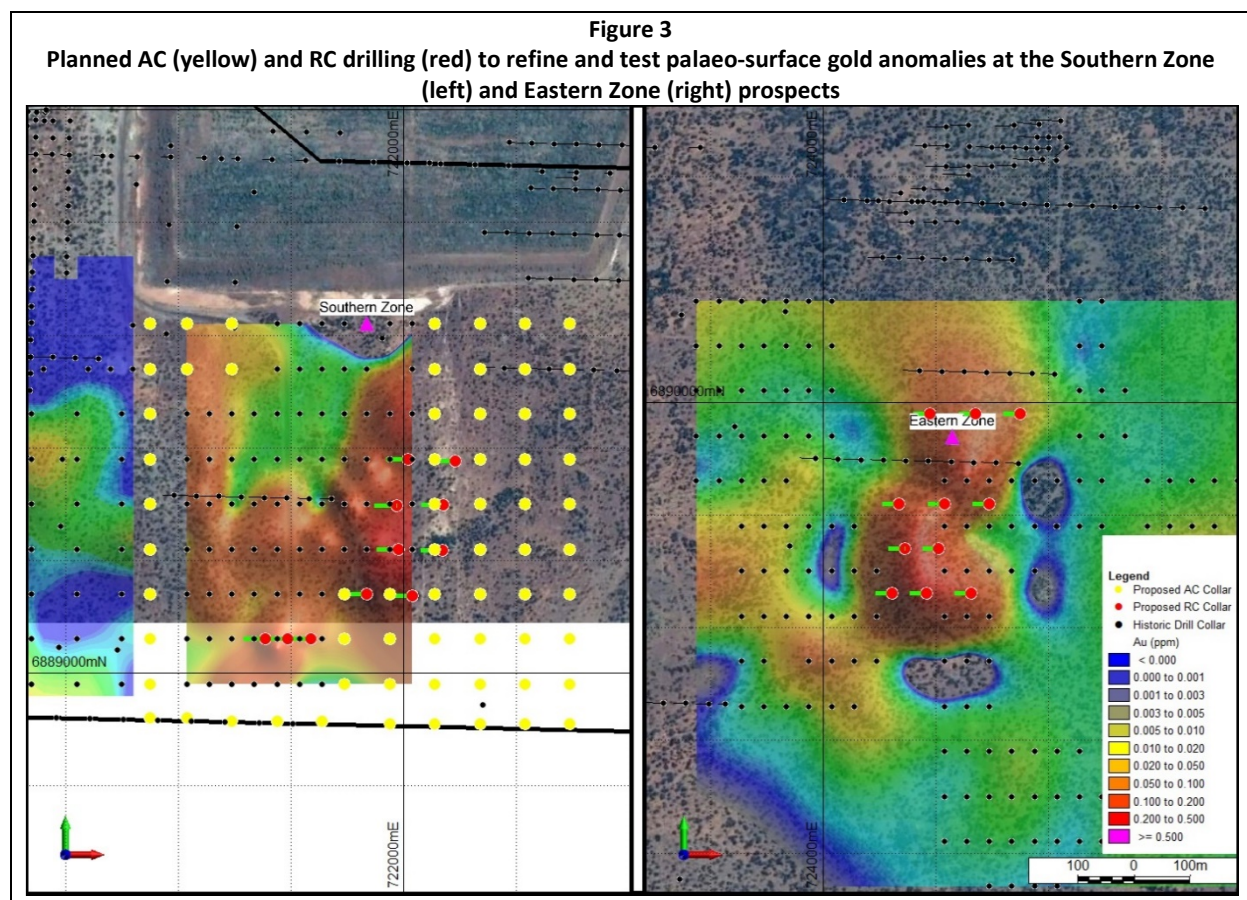 Figure 3
Planned AC (yellow) and RC drilling (red) to refine and test palaeo-surface gold anomalies at the Southern Zone
(left) and Eastern Zone (right) prospects
722000mE
Southern Zone
6889000mN
722000mE
724000mE
6890000mN
Eastern Zone
724000mE
Legend
Proposed AC Collar
Proposed RC Collar
Historic Drill Collar
Au (ppm)
< 0.000
0.000 to 0.001
0.001 to 0.003
0.003 to 0.005
0.005 to 0.010
0.010 to 0.020
0.020 to 0.050
0.050 to 0.100
0.100 to 0.200
0.200 to 0.500
>= 0.500
100 0 100m